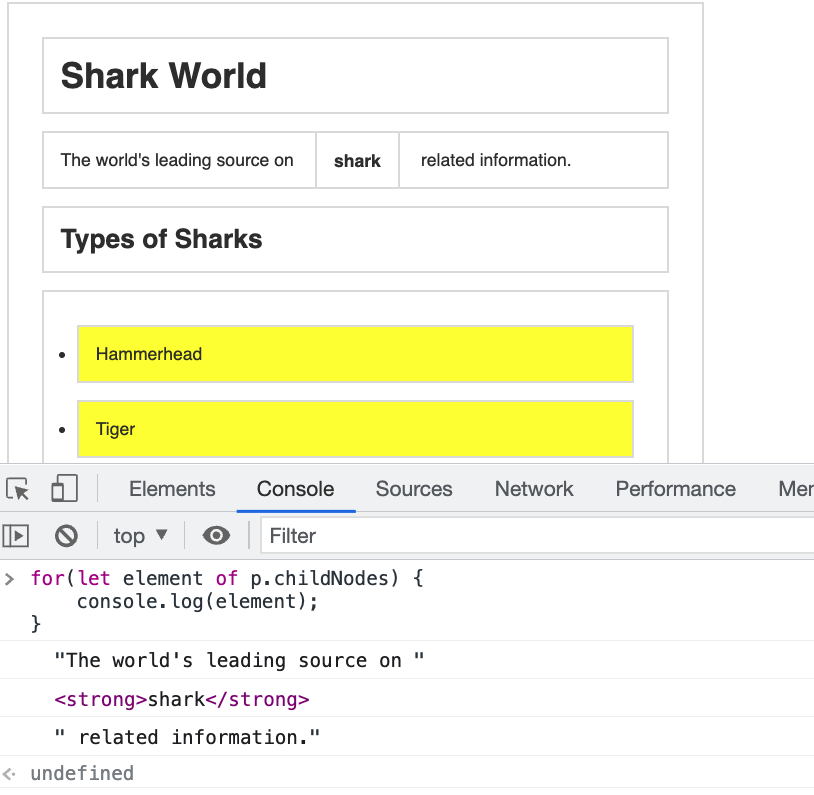 Shark World
The world's leading source on shark related information.
Types of Sharks
• Hammerhead
• Tiger
Elements Console Sources Network Performance Mer
top ▼ Filter
> for(let element of p.childNodes) {
    console.log(element);
}
"The world's leading source on "
<strong>shark</strong>
" related information."
undefined